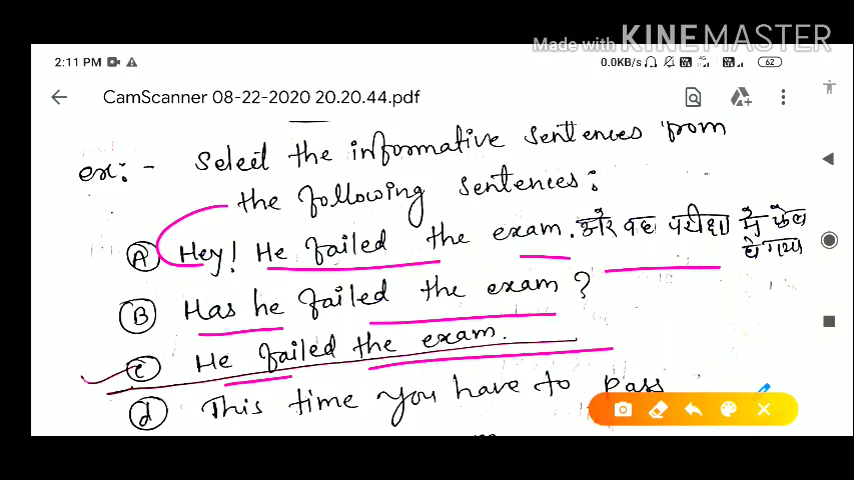 Made with KINEMASTER
2:11 PM 0.0KB/s 62
CamScanner 08-22-2020 20.20.44.pdf
ex:- Select the informative sentences from
the following sentences:
(A) Hey! He failed the exam. वह परीक्षा में
गया
(B) Has he failed the exam?
(C) He failed the exam.
(d) This time you have to pass